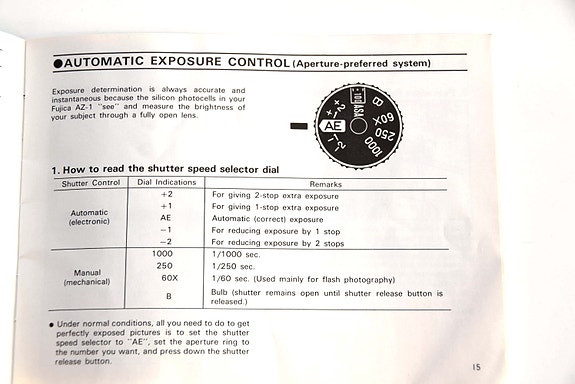 ●AUTOMATIC EXPOSURE CONTROL (Aperture-preferred system)
Exposure determination is always accurate and
instantaneous because the silicon photocells in your
Fujica AZ-1 "see" and measure the brightness of
your subject through a fully open lens.
100 ASA
B
60X
250
1000
-2
-1
AE
+1
+2
1. How to read the shutter speed selector dial
Shutter Control Dial Indications Remarks
Automatic
(electronic)
+2 For giving 2-stop extra exposure
+1 For giving 1-stop extra exposure
AE Automatic (correct) exposure
−1 For reducing exposure by 1 stop
−2 For reducing exposure by 2 stops
Manual
(mechanical)
1000 1/1000 sec.
250 1/250 sec.
60X 1/60 sec. (Used mainly for flash photography)
B Bulb (shutter remains open until shutter release button is
released.)
● Under normal conditions, all you need to do to get
perfectly exposed pictures is to set the shutter
speed selector to "AE", set the aperture ring to
the number you want, and press down the shutter
release button.
15